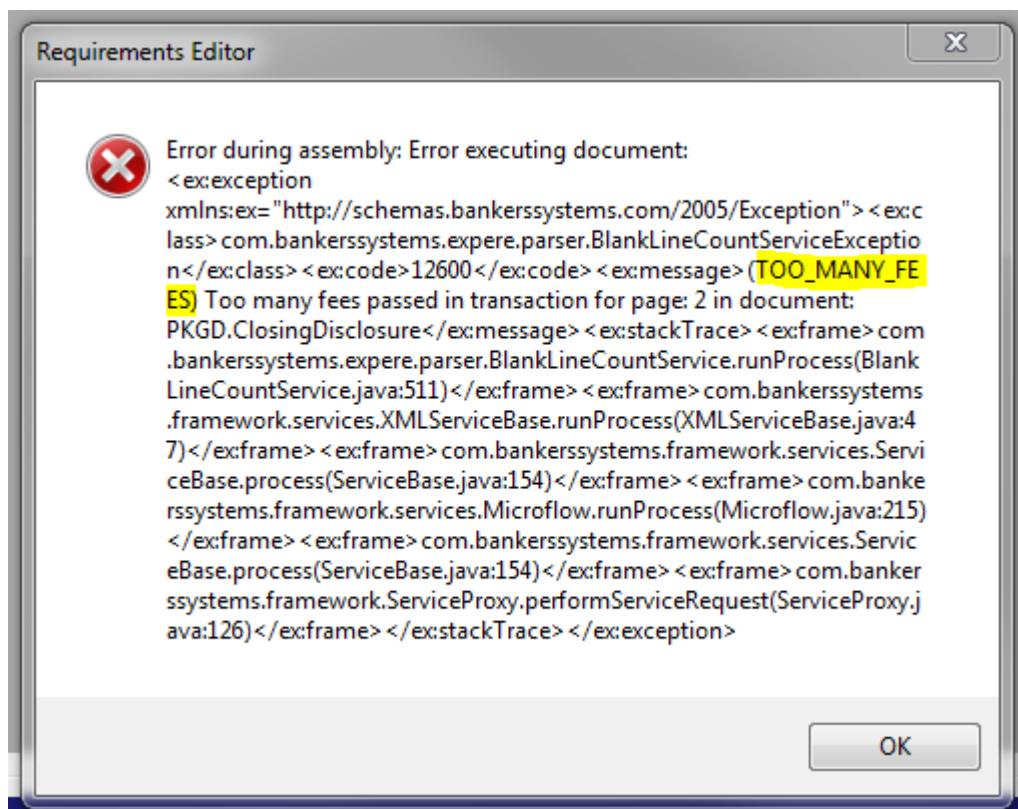 Requirements Editor
Error during assembly: Error executing document:
<ex:exception
xmlns:ex="http://schemas.bankerssystems.com/2005/Exception"><ex:c
lass>com.bankerssystems.expere.parser.BlankLineCountServiceExceptio
n</ex:class><ex:code>12600</ex:code><ex:message>(TOO_MANY_FE
ES) Too many fees passed in transaction for page: 2 in document:
PKGD.ClosingDisclosure</ex:message><ex:stackTrace><ex:frame>com
.bankerssystems.expere.parser.BlankLineCountService.runProcess(Blank
LineCountService.java:511)</ex:frame><ex:frame>com.bankerssystems
.framework.services.XMLServiceBase.runProcess(XMLServiceBase.java:4
7)</ex:frame><ex:frame>com.bankerssystems.framework.services.Servi
ceBase.process(ServiceBase.java:154)</ex:frame><ex:frame>com.banke
rssystems.framework.services.Microflow.runProcess(Microflow.java:215)
</ex:frame><ex:frame>com.bankerssystems.framework.services.Servic
eBase.process(ServiceBase.java:154)</ex:frame><ex:frame>com.banker
ssystems.framework.ServiceProxy.performServiceRequest(ServiceProxy.j
ava:126)</ex:frame></ex:stackTrace></ex:exception>
OK